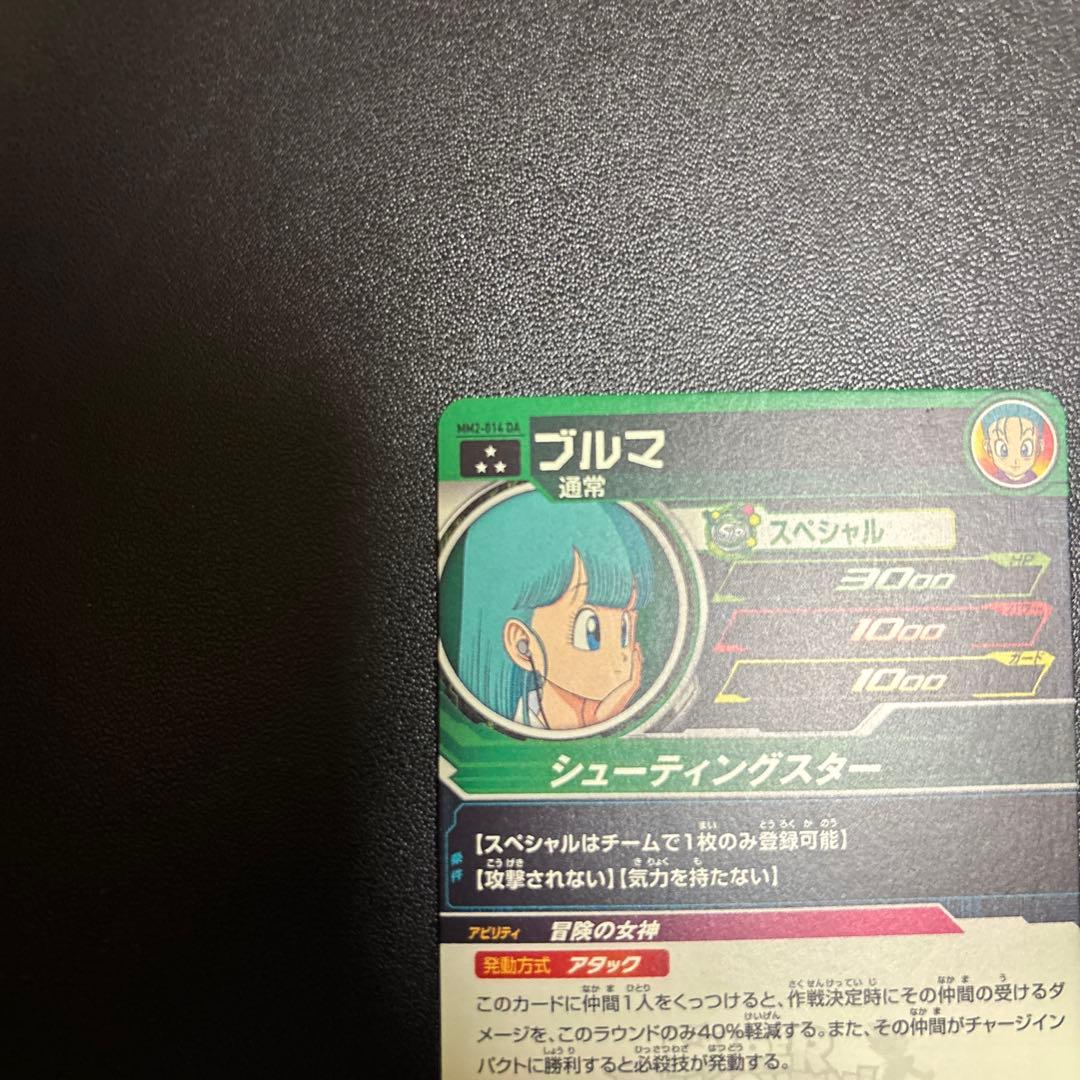 MM2-014 DA
ブルマ
通常
SP スペシャル
HP
3000
パワー
1000
ガード
1000
シューティングスター
条件
【スペシャルはチームで1枚のみ登録可能】
【攻撃されない】【気力を持たない】
アビリティ 冒険の女神
発動方式 アタック
このカードに仲間1人をくっつけると、作戦決定時にその仲間の受けるダ
メージを、このラウンドのみ40%軽減する。また、その仲間がチャージイン
パクトに勝利すると必殺技が発動する。